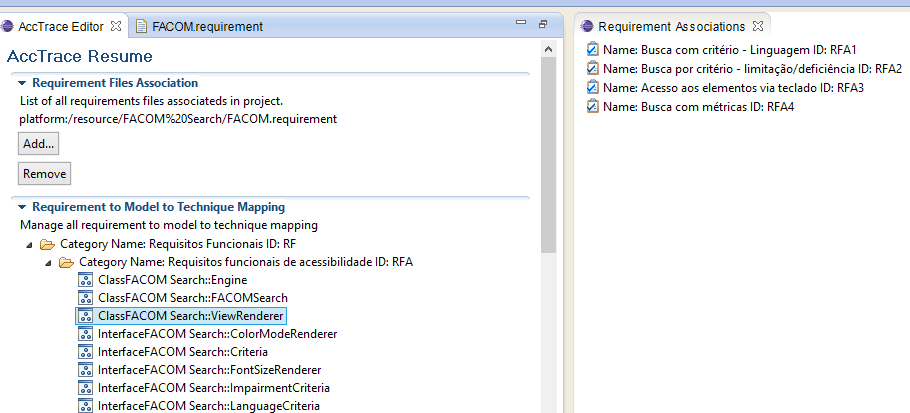 AccTrace Editor
FACOM.requirement
AccTrace Resume
Requirement Files Association
List of all requirements files associateds in project.
platform:/resource/FACOM%20Search/FACOM.requirement
Add...
Remove
Requirement to Model to Technique Mapping
Manage all requirement to model to technique mapping
Category Name: Requisitos Funcionais ID: RF
Category Name: Requisitos funcionais de acessibilidade ID: RFA
ClassFACOM Search::Engine
ClassFACOM Search::FACOMSearch
ClassFACOM Search::ViewRenderer
InterfaceFACOM Search::ColorModeRenderer
InterfaceFACOM Search::Criteria
InterfaceFACOM Search::FontSizeRenderer
InterfaceFACOM Search::ImpairmentCriteria
InterfaceFACOM Search::LanguageCriteria
Requirement Associations
Name: Busca com critério - Linguagem ID: RFA1
Name: Busca por critério - limitação/deficiência ID: RFA2
Name: Acesso aos elementos via teclado ID: RFA3
Name: Busca com métricas ID: RFA4